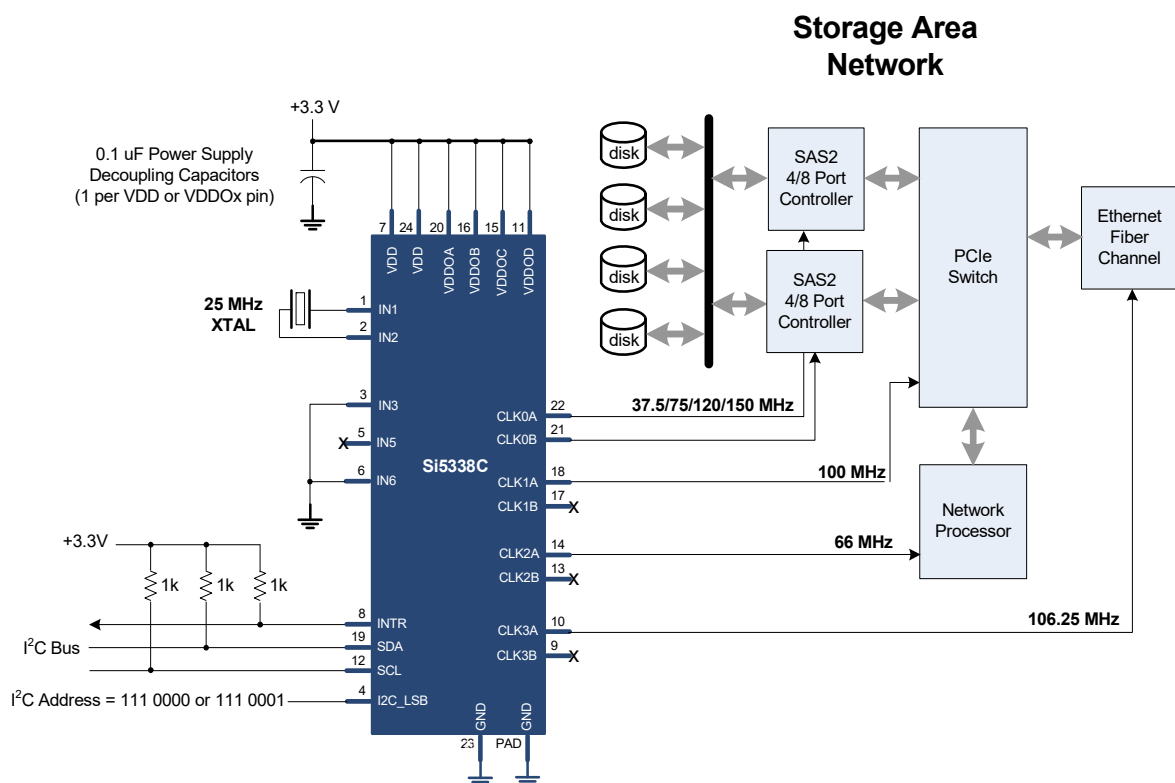 Storage Area
Network
+3.3 V
0.1 uF Power Supply
Decoupling Capacitors
(1 per VDD or VDDOx pin)
7
24
20
16
15
11
VDD
VDD
VDDOA
VDDOB
VDDOC
VDDOD
25 MHz
XTAL
1
IN1
2
IN2
3
IN3
5
X
IN5
6
IN6
Si5338C
+3.3V
1k
1k
1k
8
INTR
I²C Bus
19
SDA
12
SCL
I²C Address = 111 0000 or 111 0001
4
I2C_LSB
GND
GND
23
PAD
CLK0A
22
37.5/75/120/150 MHz
CLK0B
21
CLK1A
18
100 MHz
CLK1B
17
X
CLK2A
14
66 MHz
CLK2B
13
X
CLK3A
10
106.25 MHz
CLK3B
9
X
disk
disk
disk
disk
SAS2
4/8 Port
Controller
SAS2
4/8 Port
Controller
PCIe
Switch
Ethernet
Fiber
Channel
Network
Processor